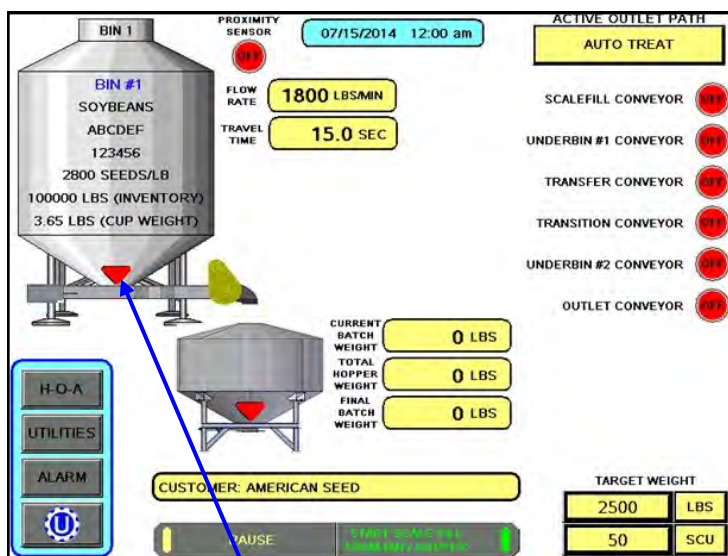 BIN 1
PROXIMITY
SENSOR
OFF
07/15/2014 12:00 am
ACTIVE OUTLET PATH
AUTO TREAT
BIN #1
SOYBEANS
ABCDEF
123456
2800 SEEDS/LB
100000 LBS (INVENTORY)
3.65 LBS (CUP WEIGHT)
FLOW
RATE
1800 LBS/MIN
TRAVEL
TIME
15.0 SEC
SCALEFILL CONVEYOR OFF
UNDERBIN #1 CONVEYOR OFF
TRANSFER CONVEYOR OFF
TRANSITION CONVEYOR OFF
UNDERBIN #2 CONVEYOR OFF
OUTLET CONVEYOR OFF
CURRENT
BATCH
WEIGHT
0 LBS
TOTAL
HOPPER
WEIGHT
0 LBS
FINAL
BATCH
WEIGHT
0 LBS
H-O-A
UTILITIES
ALARM
U
CUSTOMER: AMERICAN SEED
PAUSE
START SCALE FILL
TARGET WEIGHT
2500 LBS
50 SCU